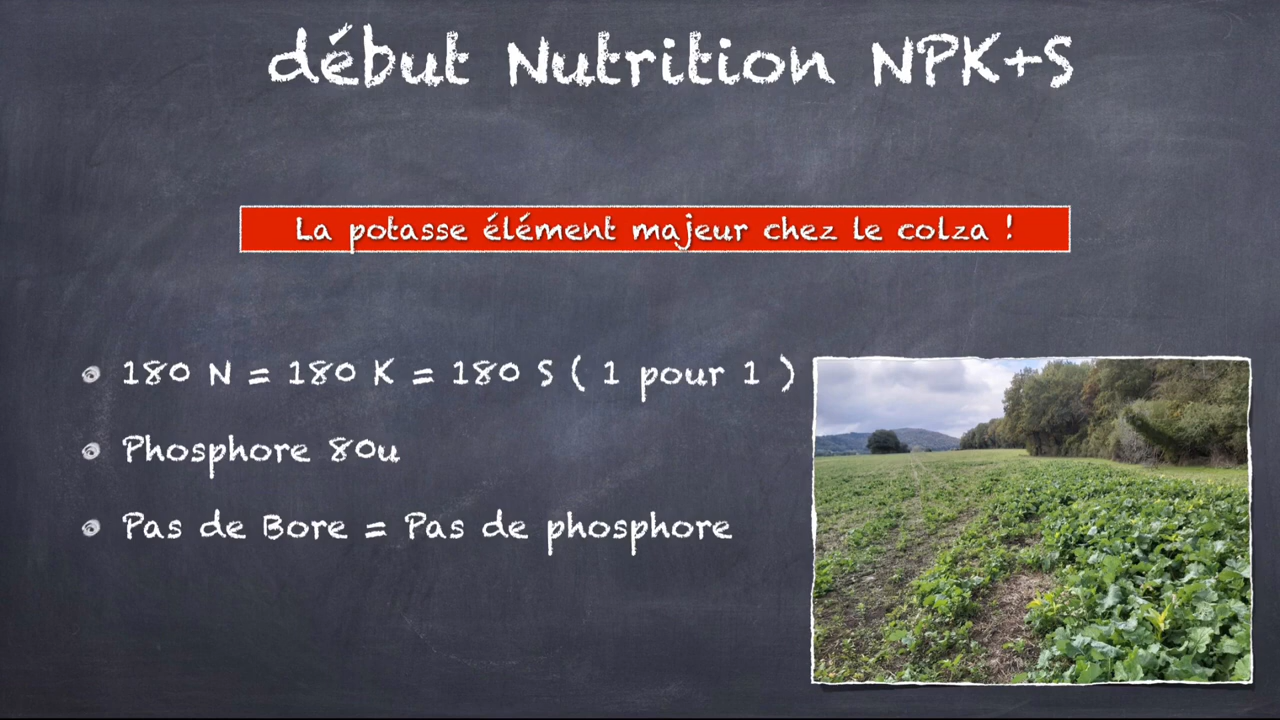 début Nutrition NPK+S
La potasse élément majeur chez le colza !
180 N = 180 K = 180 S ( 1 pour 1 )
Phosphore 80u
Pas de Bore = Pas de phosphore